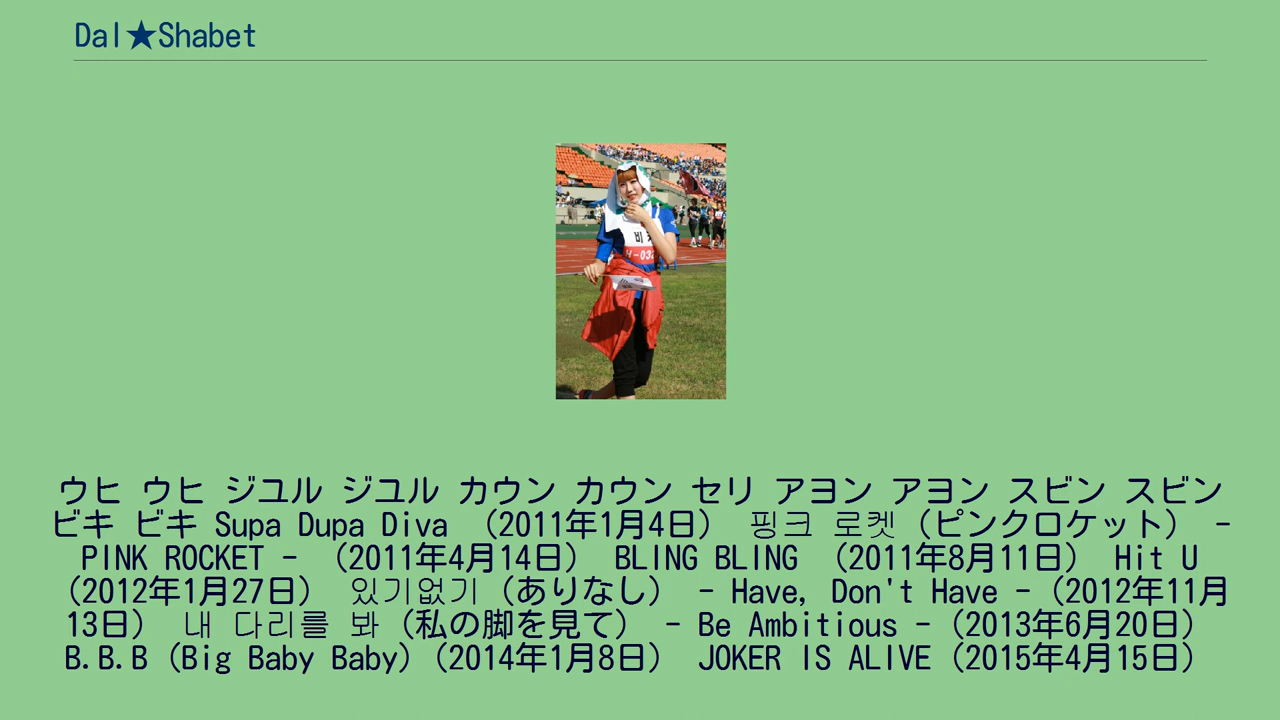 Dal★Shabet
비키
H-032
ウヒ ウヒ ジユル ジユル カウン カウン セリ アヨン アヨン スビン スビン
ビキ ビキ Supa Dupa Diva （2011年1月4日） 핑크 로켓（ピンクロケット） -
PINK ROCKET - （2011年4月14日） BLING BLING （2011年8月11日） Hit U
（2012年1月27日） 있기없기（ありなし） - Have, Don't Have -（2012年11月
13日） 내 다리를 봐（私の脚を見て） - Be Ambitious -（2013年6月20日）
B.B.B (Big Baby Baby)（2014年1月8日） JOKER IS ALIVE（2015年4月15日）